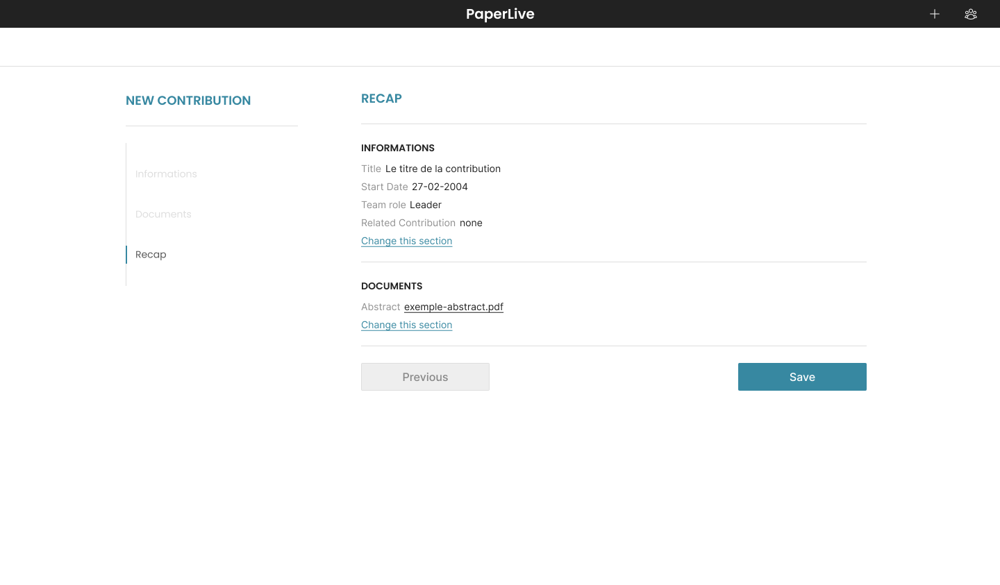 PaperLive
NEW CONTRIBUTION
Informations
Documents
Recap
RECAP
INFORMATIONS
Title Le titre de la contribution
Start Date 27-02-2004
Team role Leader
Related Contribution none
Change this section
DOCUMENTS
Abstract exemple-abstract.pdf
Change this section
Previous
Save